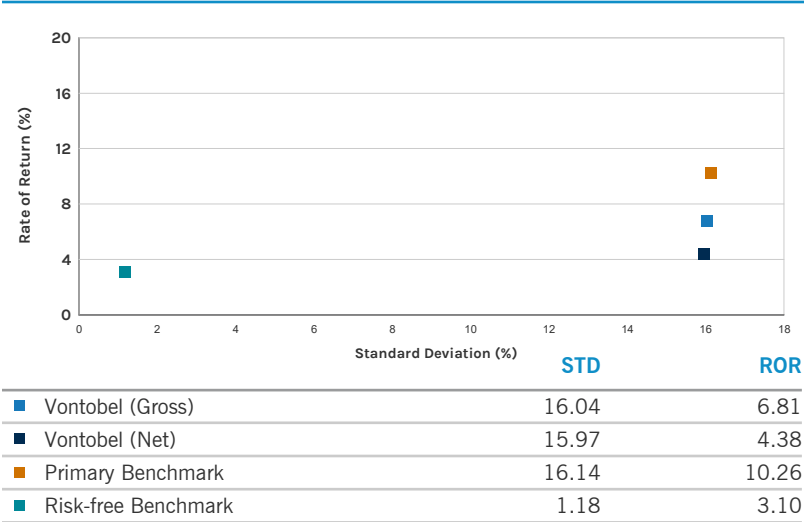 20
16
12
8
4
0
Rate of Return (%)
0 2 4 6 8 10 12 14 16 18
Standard Deviation (%)
STD ROR
Vontobel (Gross) 16.04 6.81
Vontobel (Net) 15.97 4.38
Primary Benchmark 16.14 10.26
Risk-free Benchmark 1.18 3.10